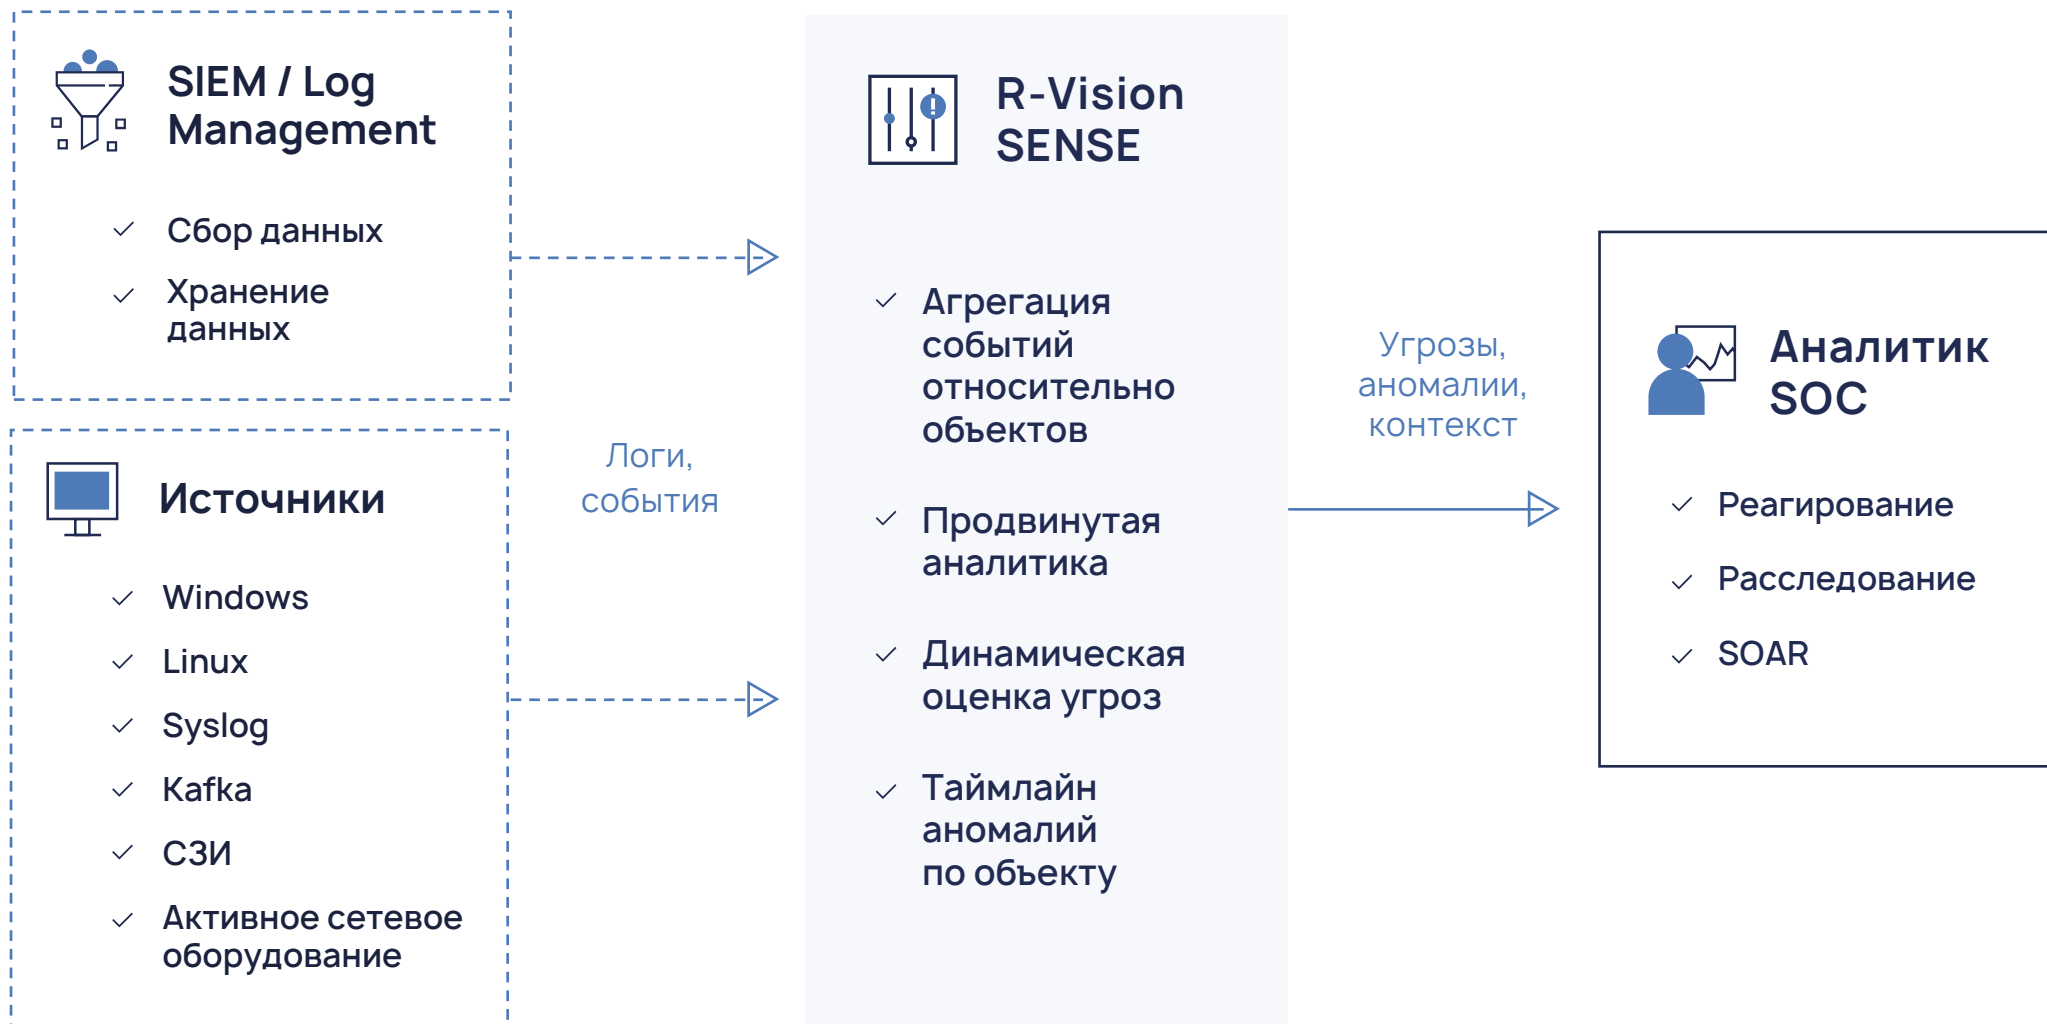 SIEM / Log
Management
Сбор данных
Хранение
данных
Источники
Windows
Linux
Syslog
Kafka
СЗИ
Активное сетевое
оборудование
Логи,
события
R-Vision
SENSE
Агрегация
событий
относительно
объектов
Продвинутая
аналитика
Динамическая
оценка угроз
Таймлайн
аномалий
по объекту
Угрозы,
аномалии,
контекст
Аналитик
SOC
Реагирование
Расследование
SOAR